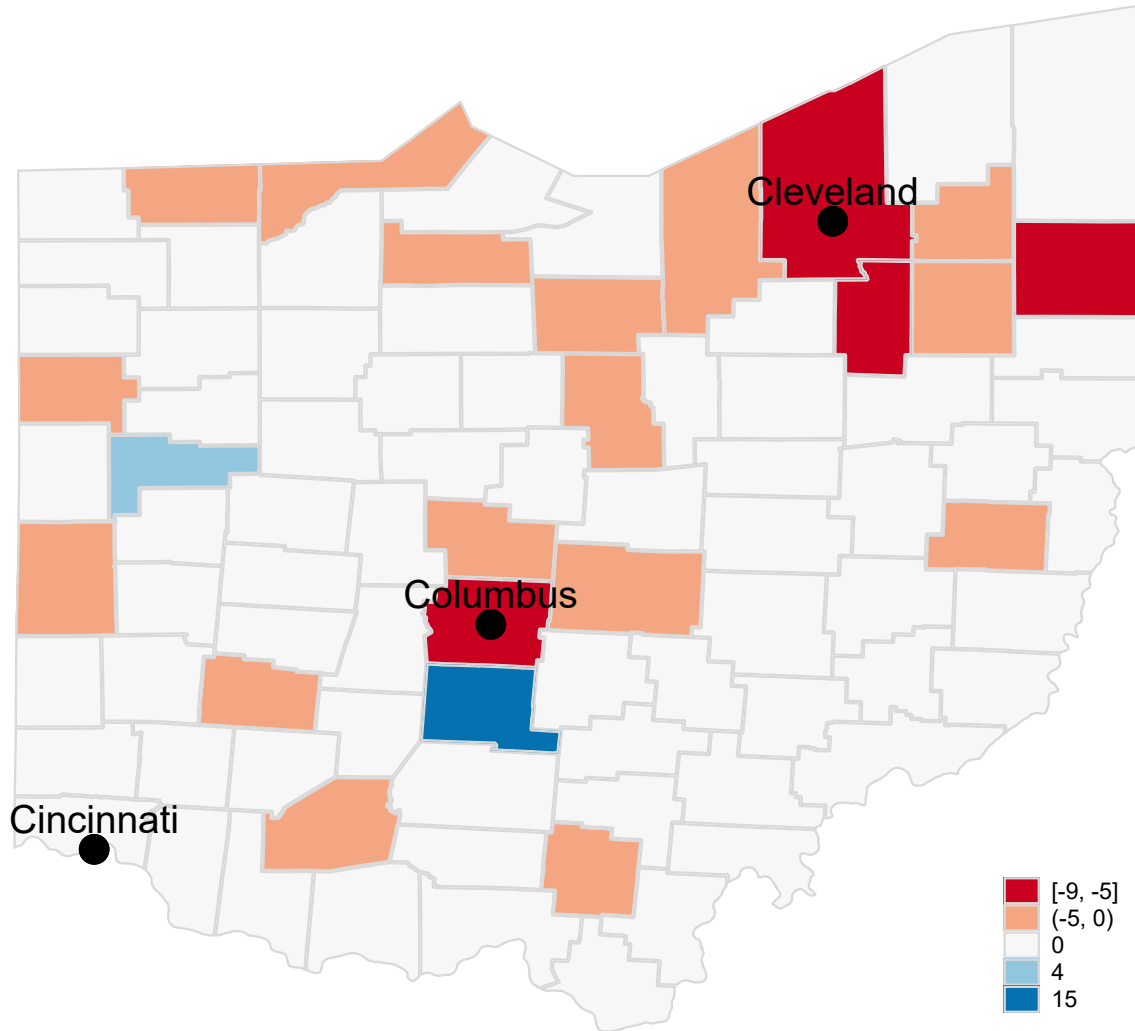 Cleveland
Columbus
Cincinnati
[-9, -5]
(-5, 0)
0
4
15